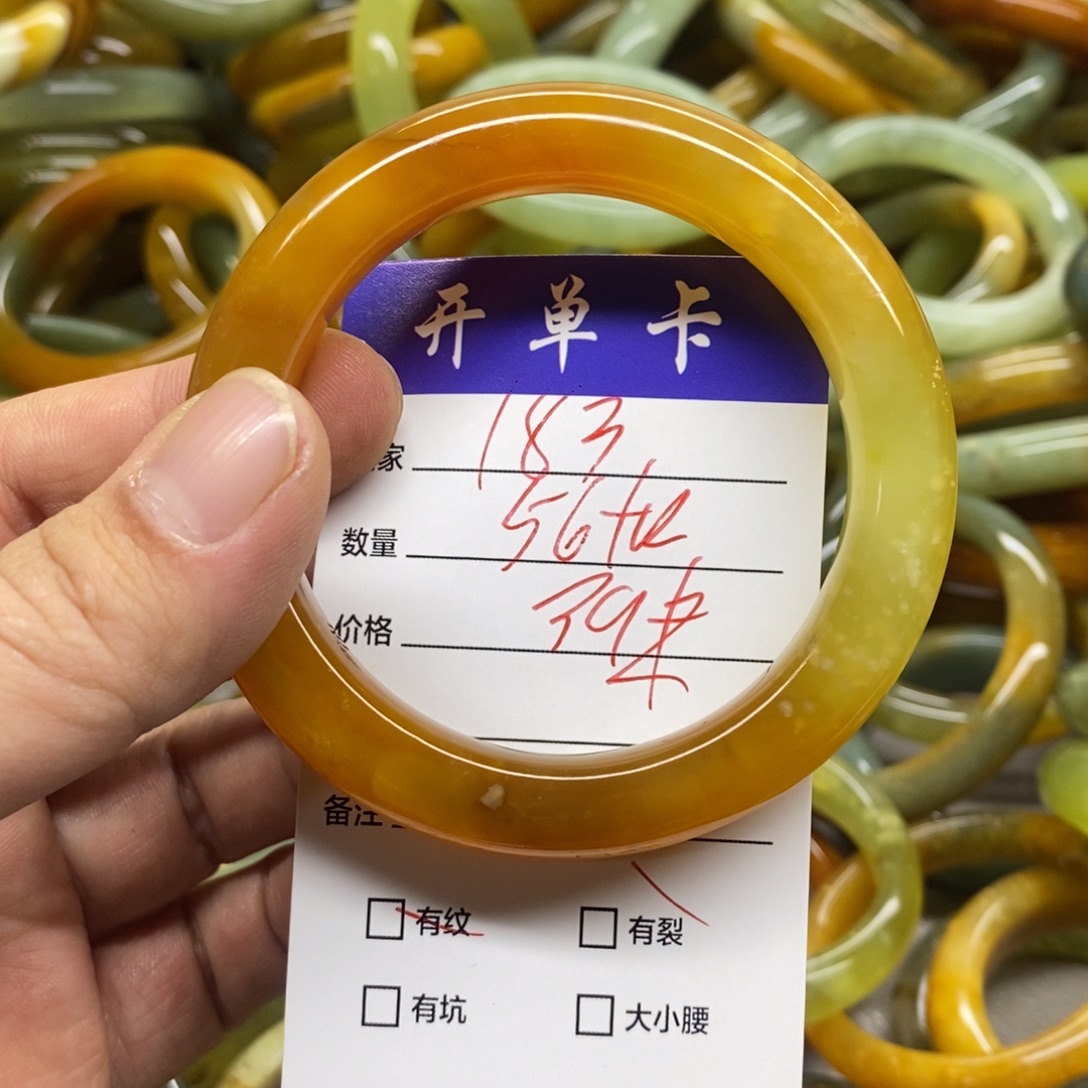 开单卡
家 183
数量 56
价格 39
备注
有纹 有裂
有坑 大小腰